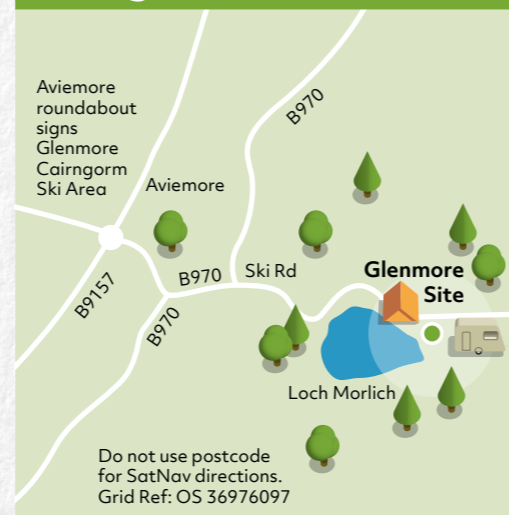 Aviemore
roundabout
signs
Glenmore
Cairngorm
Ski Area
Aviemore
B970
B9157
B970
Ski Rd
B970
Glenmore
Site
Loch Morlich
Do not use postcode
for SatNav directions.
Grid Ref: OS 36976097